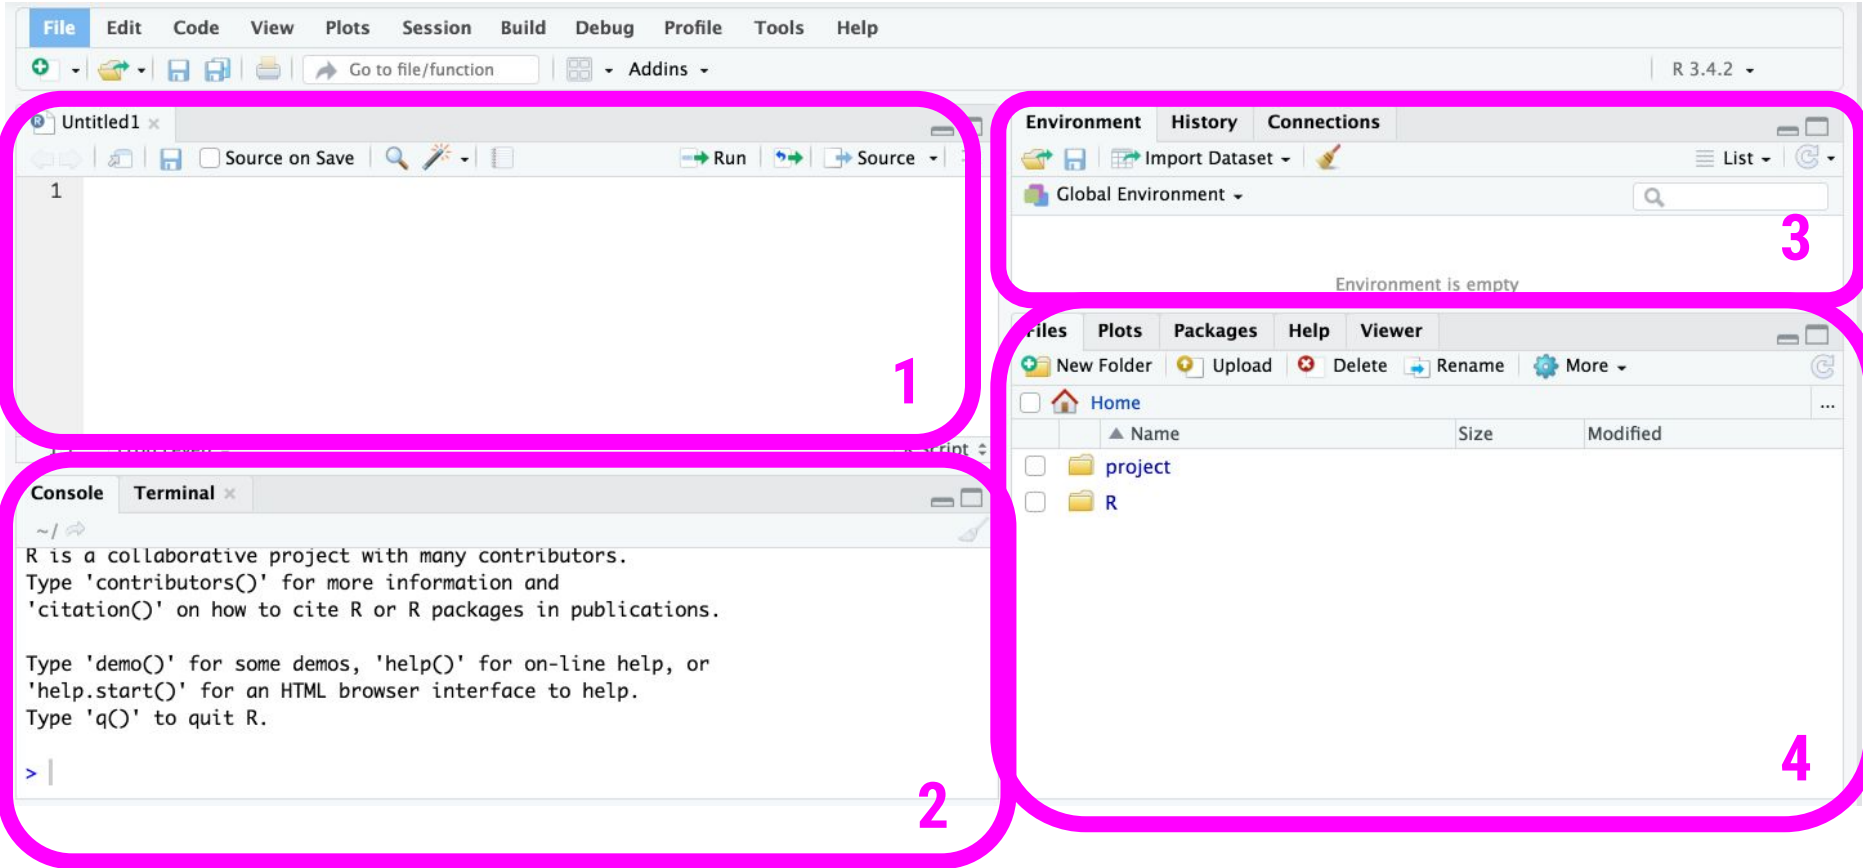 File Edit Code View Plots Session Build Debug Profile Tools Help
Go to file/function Addins R 3.4.2
Untitled1
Source on Save Run Source
1
1
Console Terminal
~/
R is a collaborative project with many contributors.
Type 'contributors()' for more information and
'citation()' on how to cite R or R packages in publications.
Type 'demo()' for some demos, 'help()' for on-line help, or
'help.start()' for an HTML browser interface to help.
Type 'q()' to quit R.
>
2
Environment History Connections
Import Dataset List
Global Environment
3
Environment is empty
Files Plots Packages Help Viewer
New Folder Upload Delete Rename More
Home ...
Name Size Modified
project
R
4